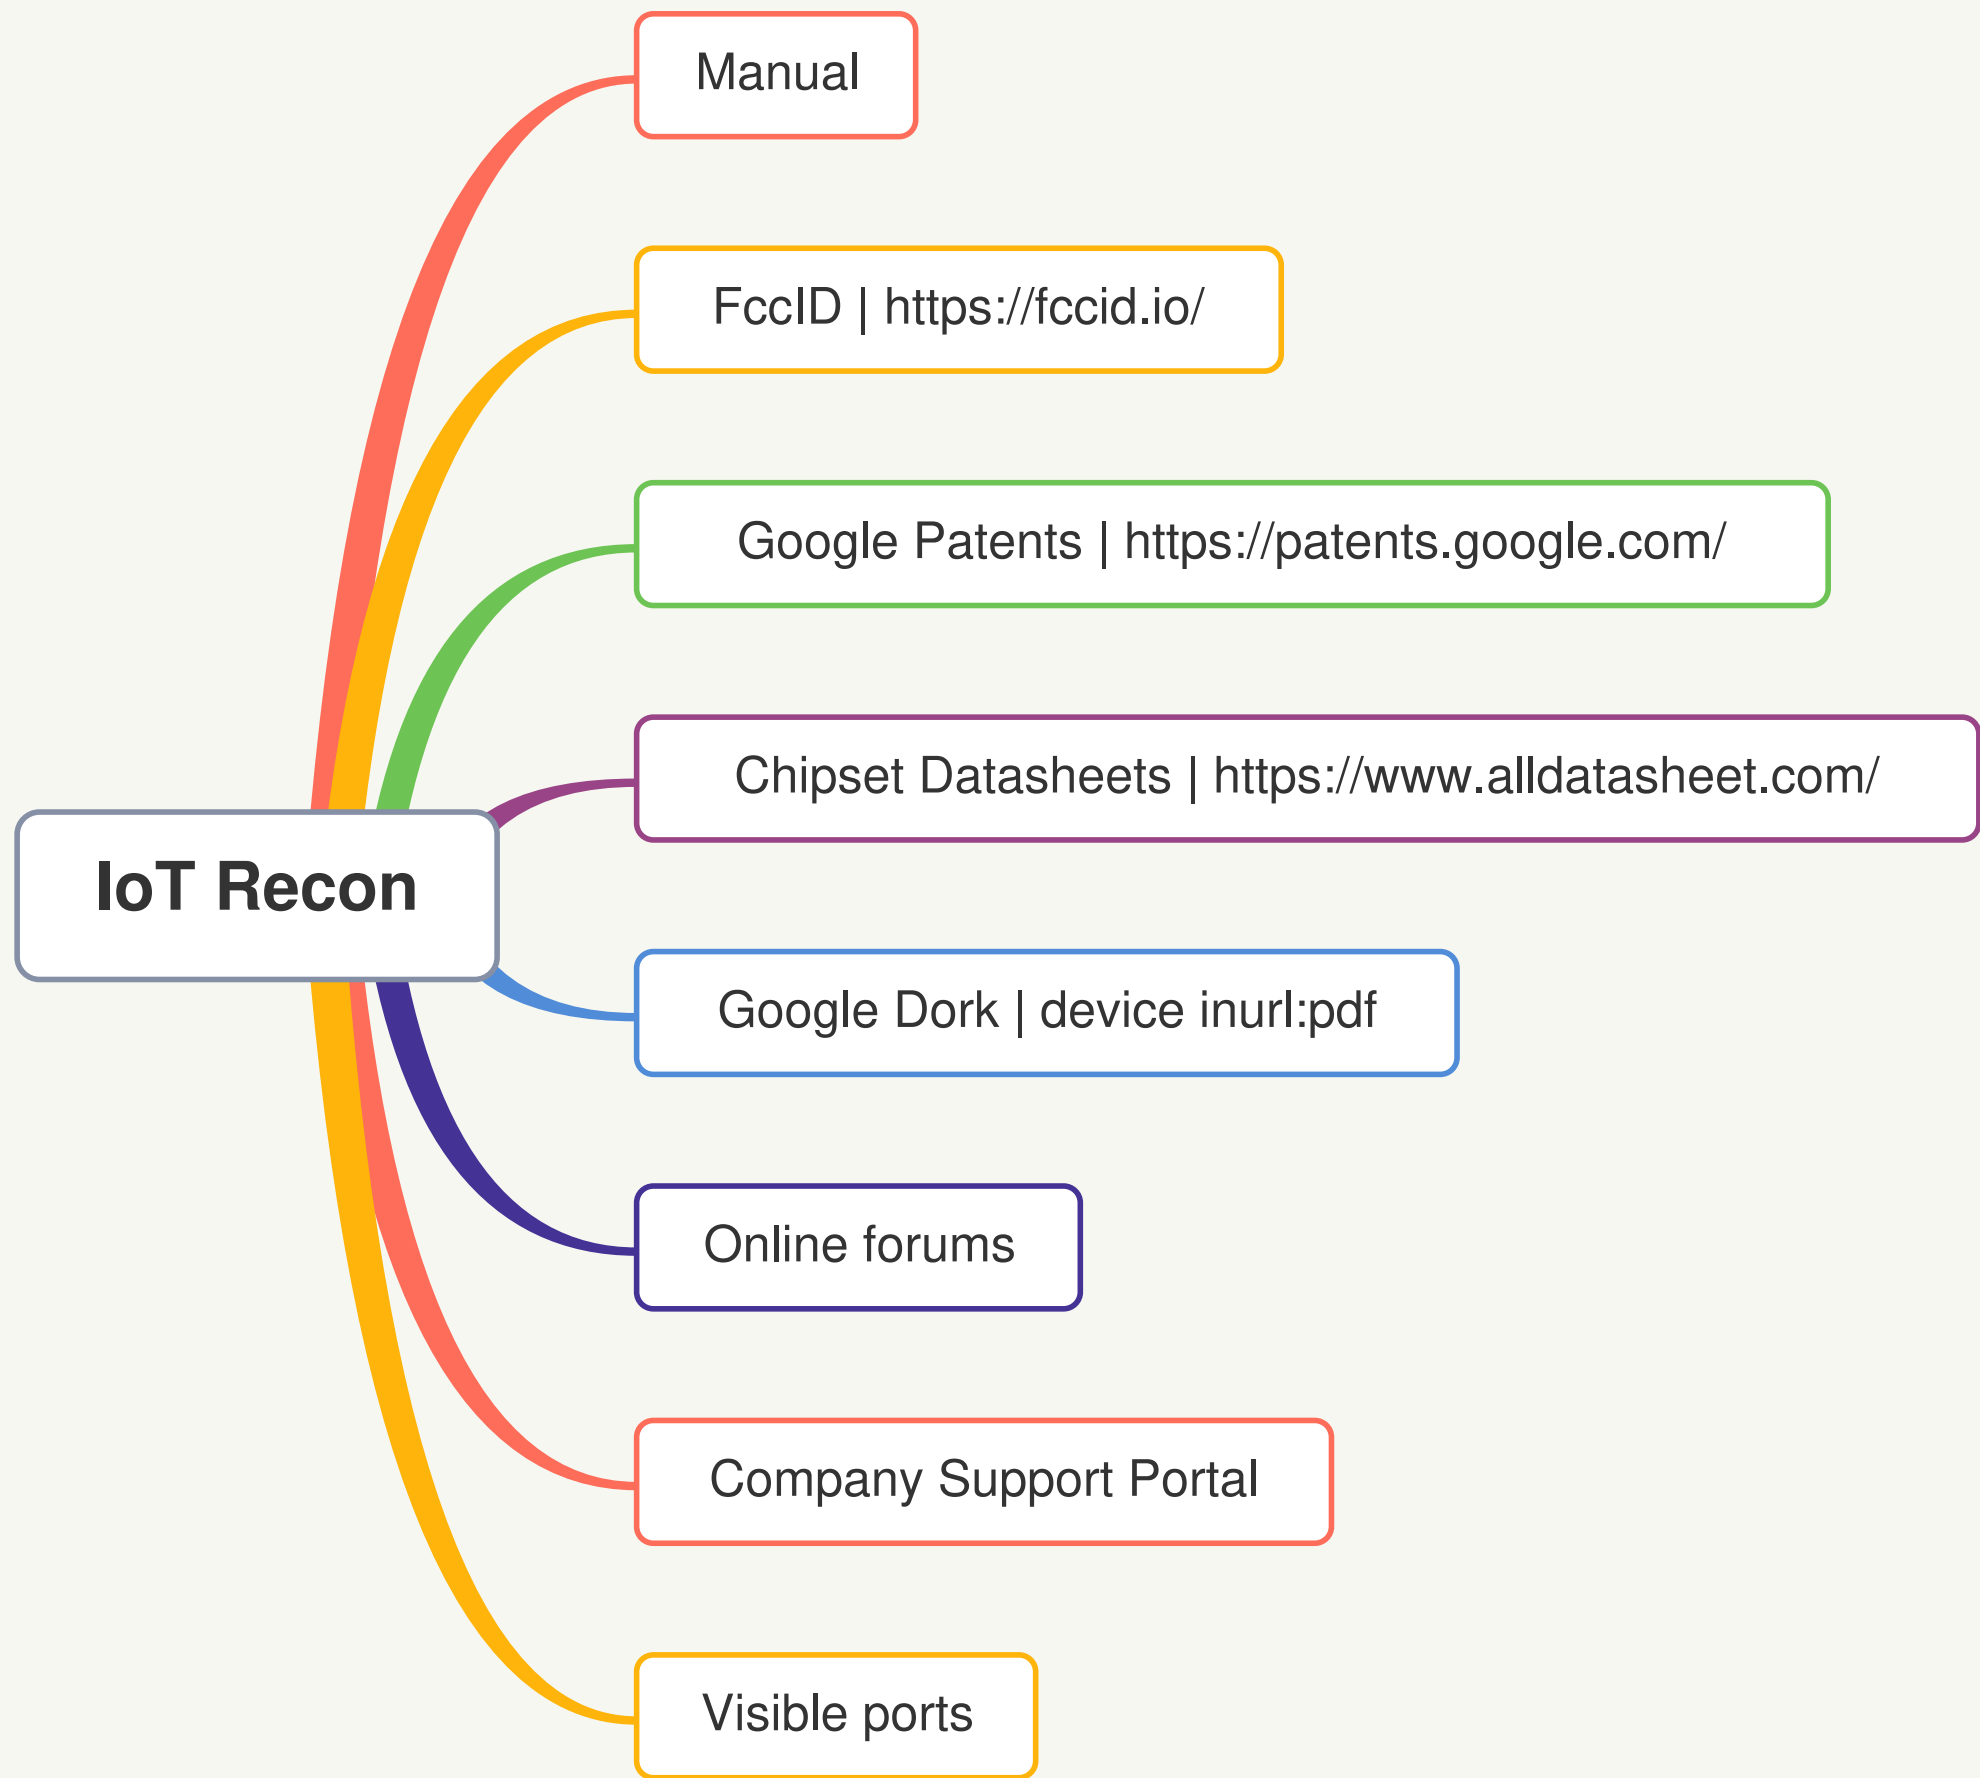 Manual
FccID | https://fccid.io/
Google Patents | https://patents.google.com/
Chipset Datasheets | https://www.alldatasheet.com/
IoT Recon
Google Dork | device inurl:pdf
Online forums
Company Support Portal
Visible ports